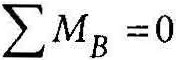 ∑ M_B = 0